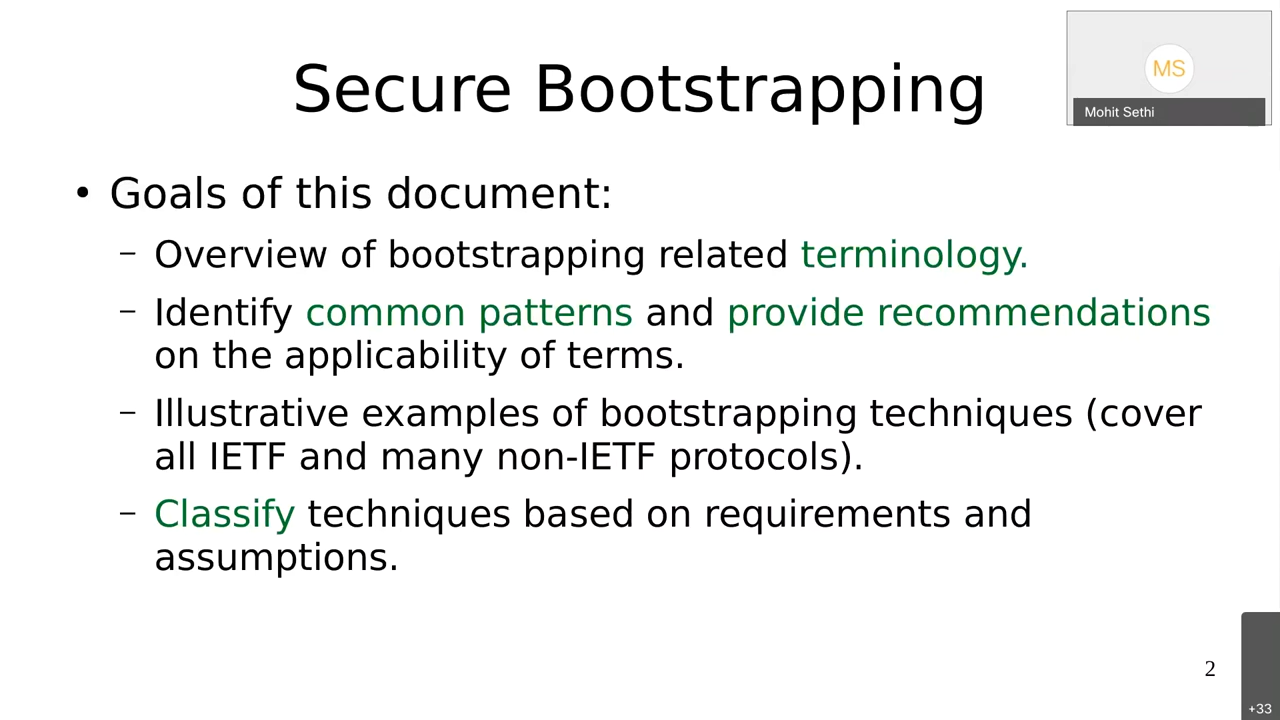 Secure Bootstrapping
MS
Mohit Sethi
• Goals of this document:
– Overview of bootstrapping related terminology.
– Identify common patterns and provide recommendations
on the applicability of terms.
– Illustrative examples of bootstrapping techniques (cover
all IETF and many non-IETF protocols).
– Classify techniques based on requirements and
assumptions.
2
+33